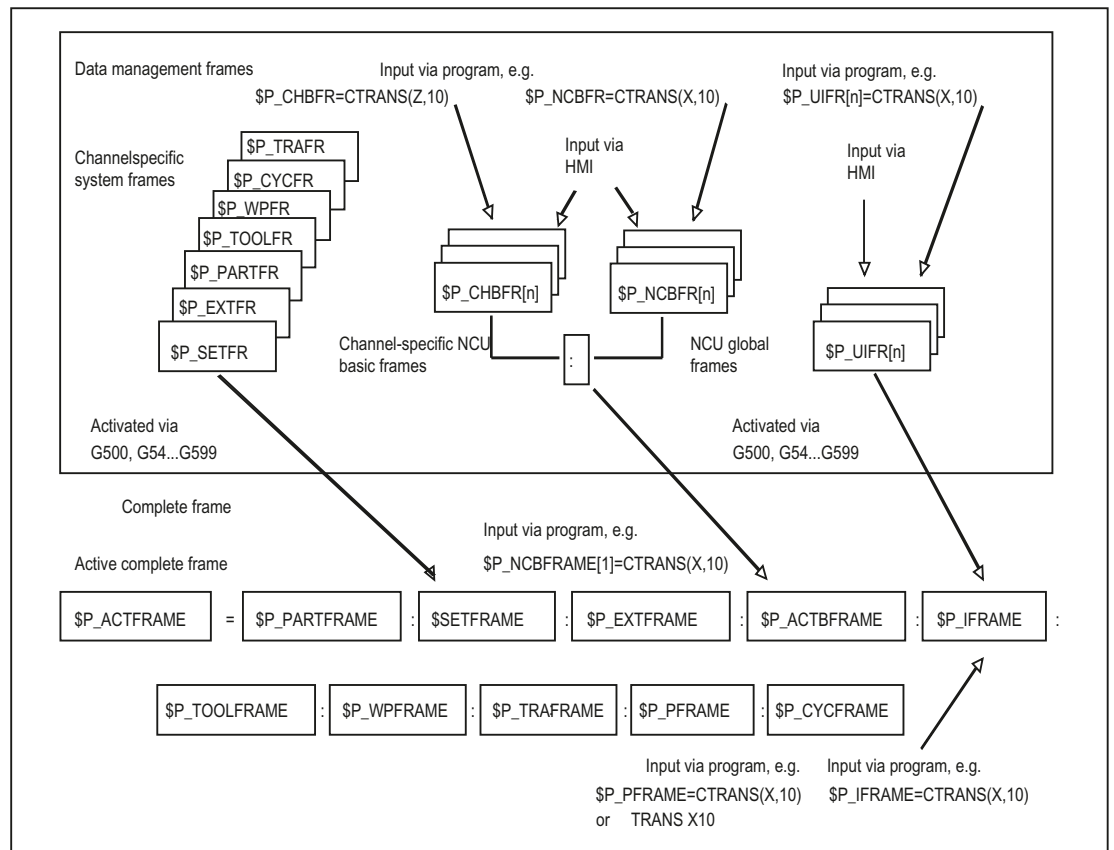 Data management frames
Input via program, e.g.
Input via program, e.g.
$P_CHBFR=CTRANS(Z,10)
$P_NCBFR=CTRANS(X,10)
$P_UIFR[n]=CTRANS(X,10)
Channelspecific
system frames
Input via
HMI
Input via
HMI
$P_TRAFR
$P_CYCFR
$P_WPFR
$P_TOOLFR
$P_PARTFR
$P_EXTFR
$P_SETFR
$P_CHBFR[n]
$P_NCBFR[n]
$P_UIFR[n]
Channel-specific NCU
basic frames
:
NCU global
frames
Activated via
G500, G54...G599
Activated via
G500, G54...G599
Complete frame
Input via program, e.g.
Active complete frame
$P_NCBFRAME[1]=CTRANS(X,10)
$P_ACTFRAME = $P_PARTFRAME : $SETFRAME : $P_EXTFRAME : $P_ACTBFRAME : $P_IFRAME :
$P_TOOLFRAME : $P_WPFRAME : $P_TRAFRAME : $P_PFRAME : $P_CYCFRAME
Input via program, e.g.
$P_PFRAME=CTRANS(X,10)
or TRANS X10
Input via program, e.g.
$P_IFRAME=CTRANS(X,10)